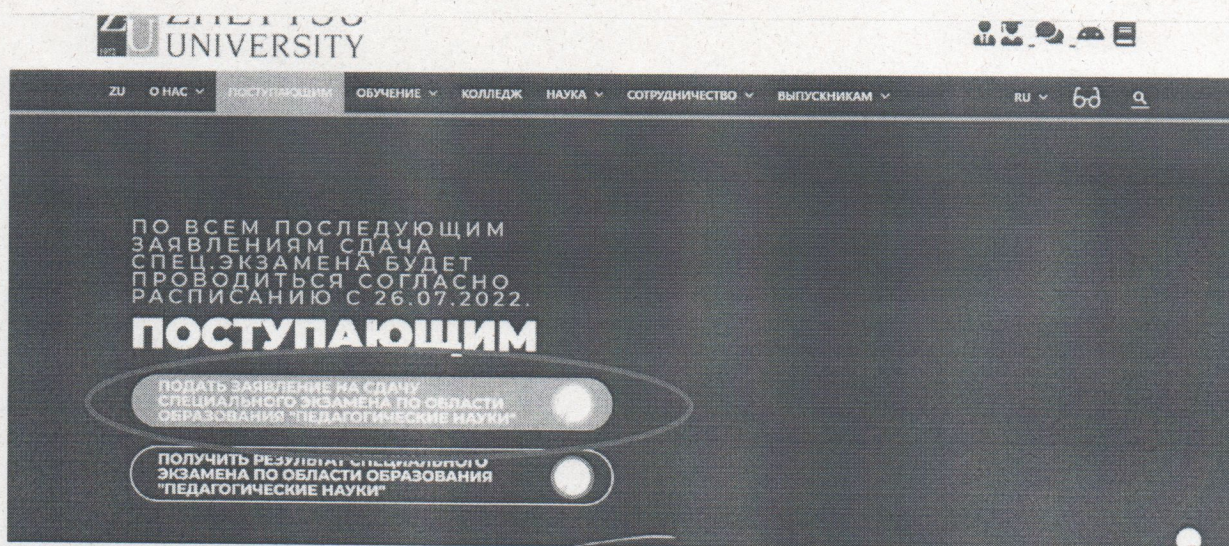 ZHETYSU
UNIVERSITY
1972
ZU О НАС ПОСТУПАЮЩИМ ОБУЧЕНИЕ КОЛЛЕДЖ НАУКА СОТРУДНИЧЕСТВО ВЫПУСКНИКАМ RU
ПО ВСЕМ ПОСЛЕДУЮЩИМ
ЗАЯВЛЕНИЯМ СДАЧА
СПЕЦ.ЭКЗАМЕНА БУДЕТ
ПРОВОДИТЬСЯ СОГЛАСНО
РАСПИСАНИЮ С 26.07.2022.
ПОСТУПАЮЩИМ
ПОДАТЬ ЗАЯВЛЕНИЕ НА СДАЧУ
СПЕЦИАЛЬНОГО ЭКЗАМЕНА ПО ОБЛАСТИ
ОБРАЗОВАНИЯ "ПЕДАГОГИЧЕСКИЕ НАУКИ"
ПОЛУЧИТЬ РЕЗУЛЬТАТ СПЕЦИАЛЬНОГО
ЭКЗАМЕНА ПО ОБЛАСТИ ОБРАЗОВАНИЯ
"ПЕДАГОГИЧЕСКИЕ НАУКИ"